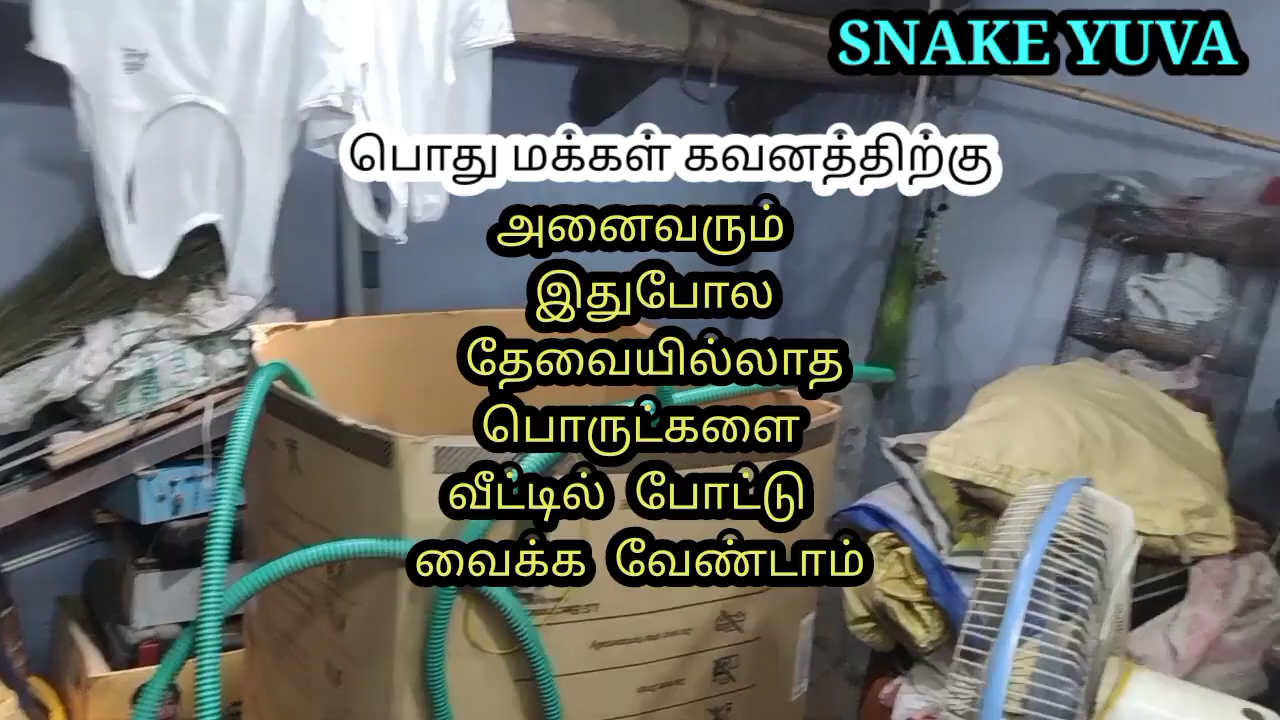 SNAKE YUVA
பொது மக்கள் கவனத்திற்கு
அனைவரும்
இதுபோல
தேவையில்லாத
பொருட்களை
வீட்டில் போட்டு
வைக்க வேண்டாம்